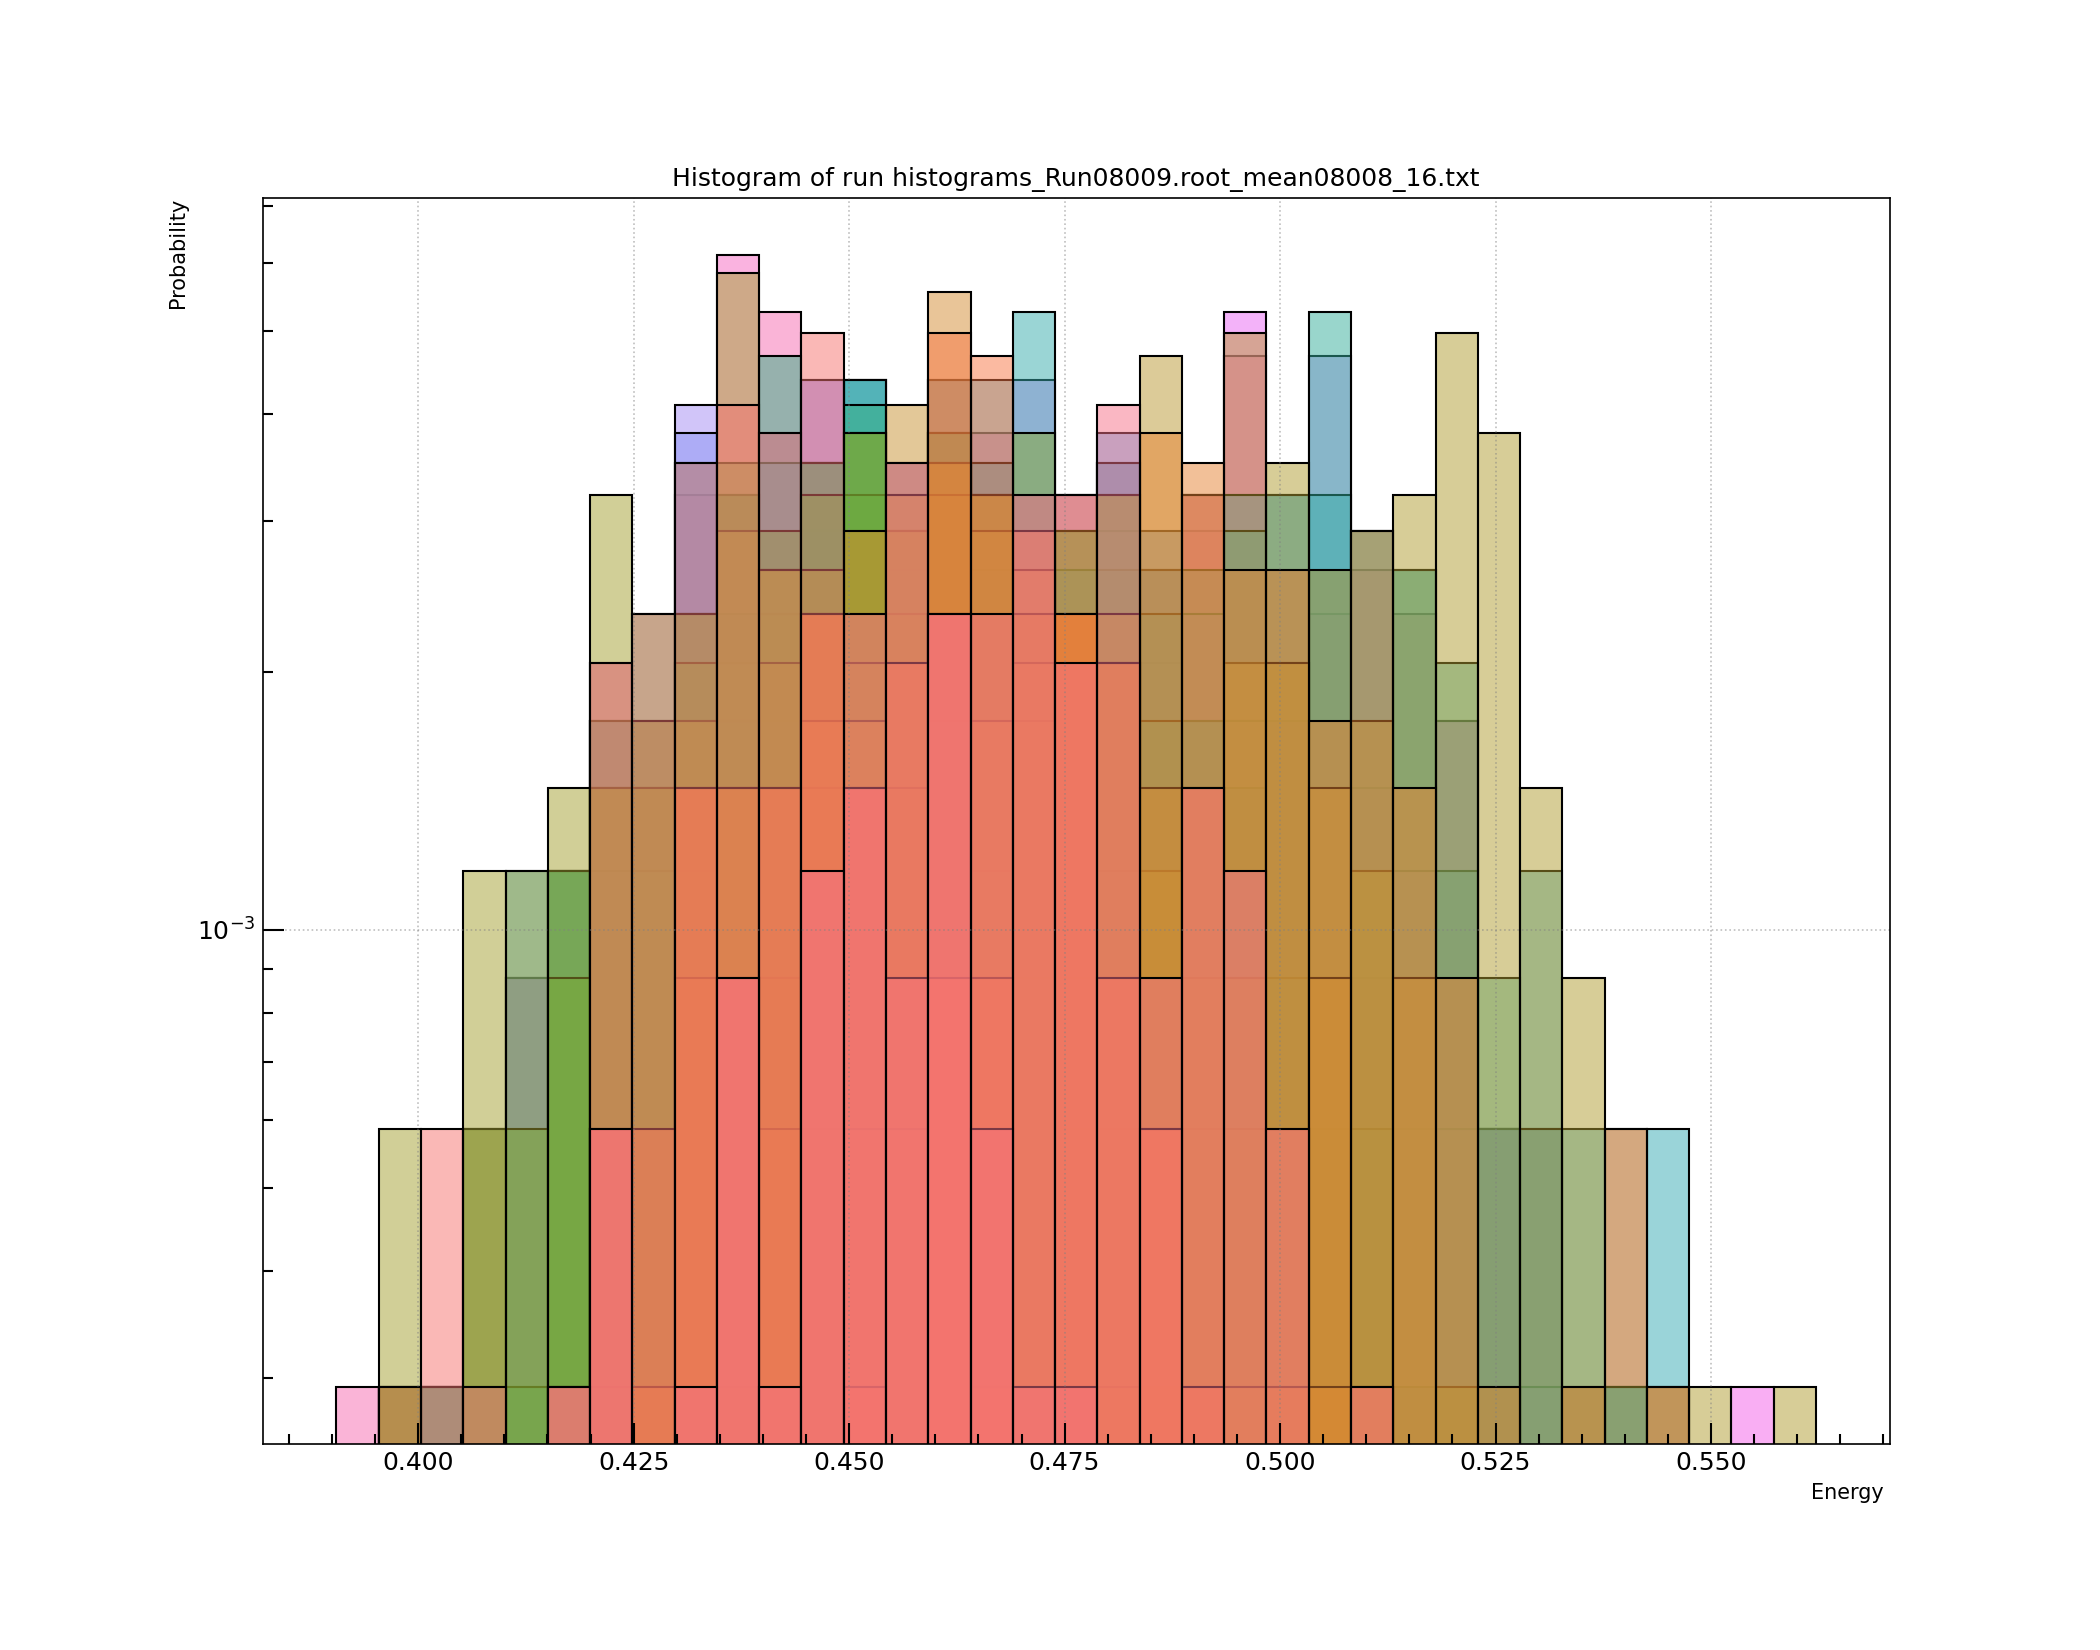 Histogram of run histograms_Run08009.root_mean08008_16.txt
Probability
10⁻³
0.400 0.425 0.450 0.475 0.500 0.525 0.550
Energy